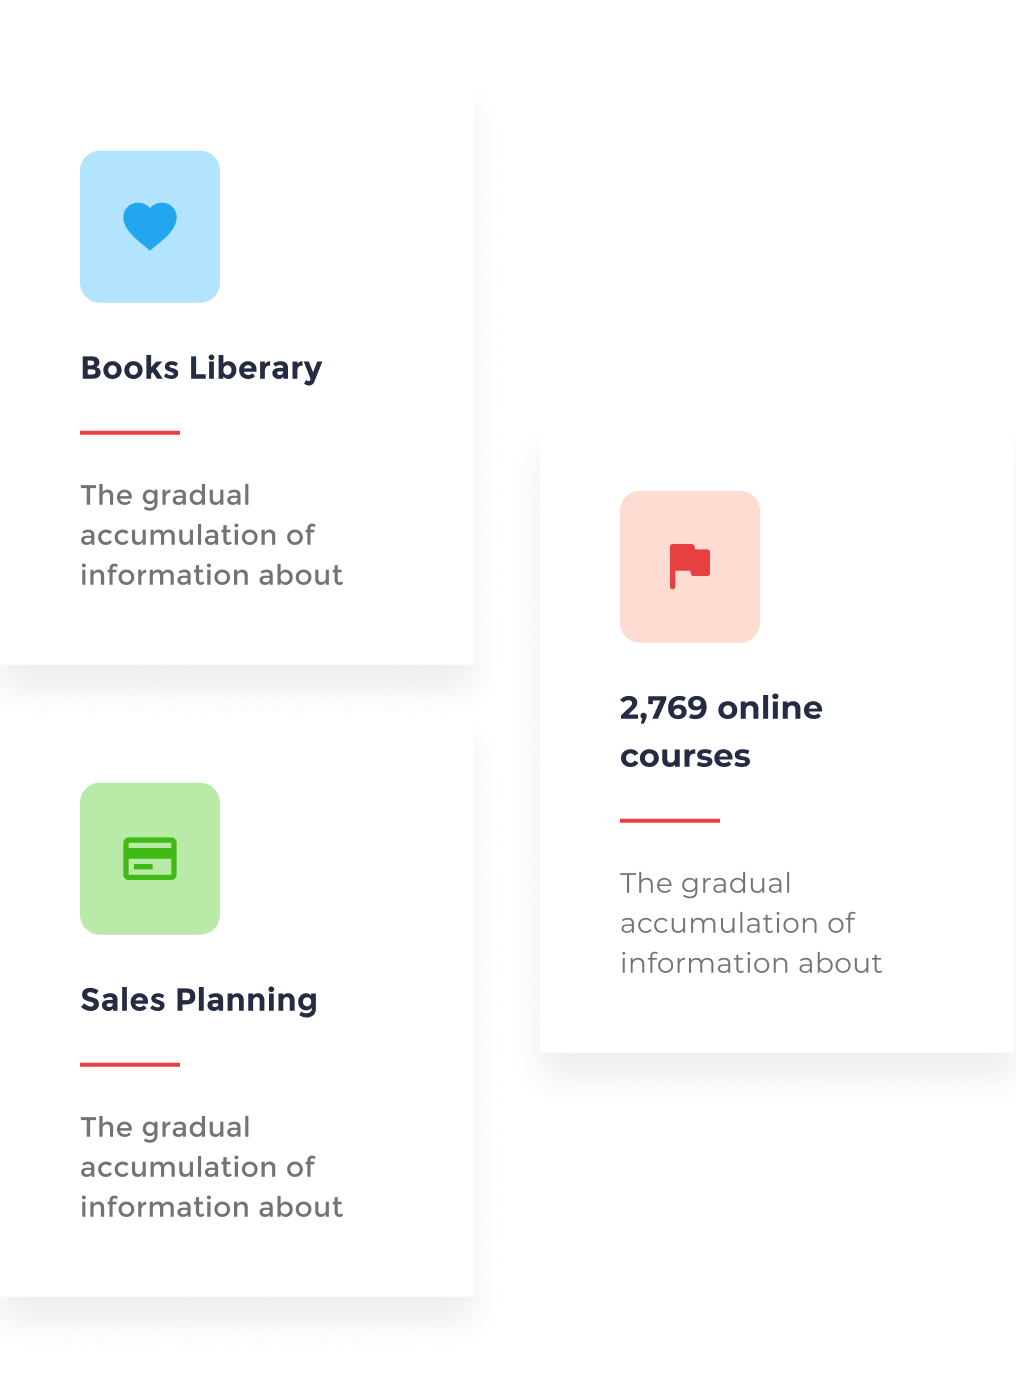 Books Liberary
The gradual
accumulation of
information about
Sales Planning
The gradual
accumulation of
information about
2,769 online
courses
The gradual
accumulation of
information about